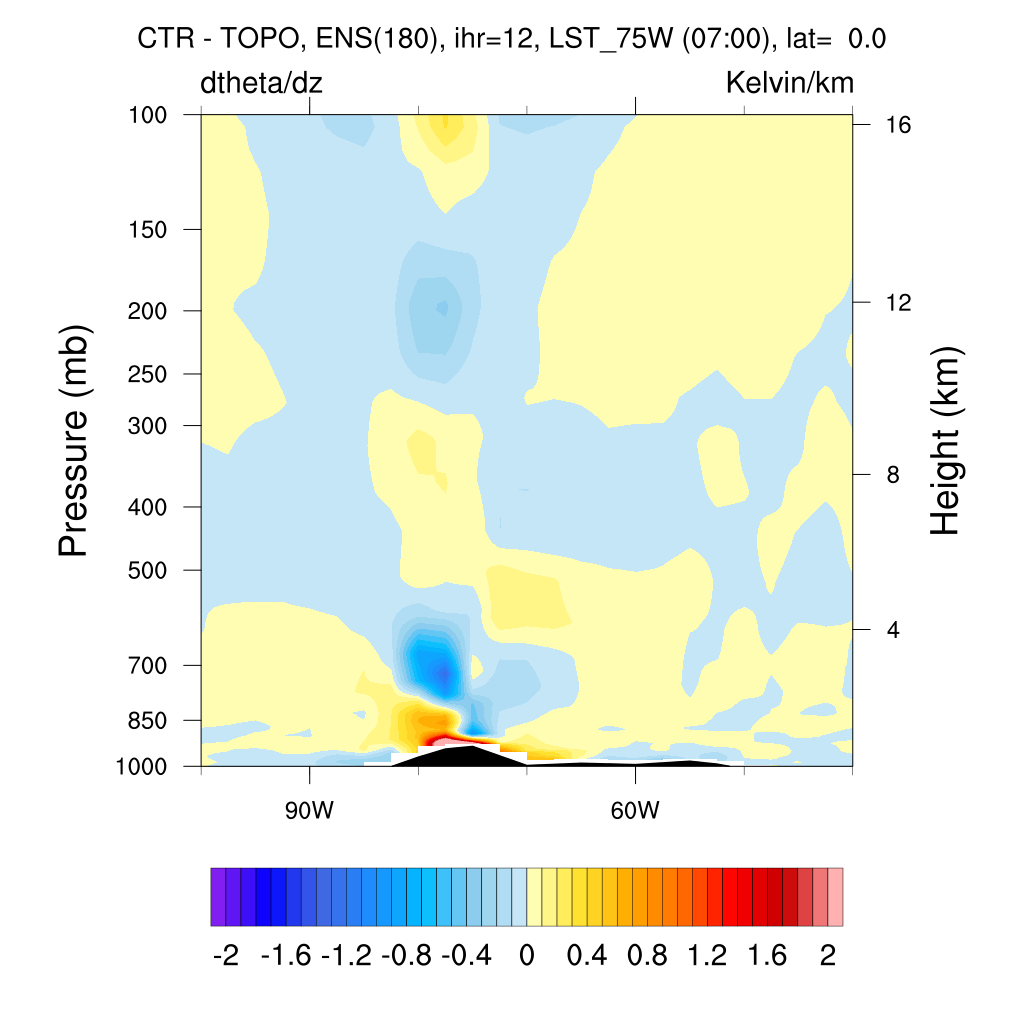 CTR - TOPO, ENS(180), ihr=12, LST_75W (07:00), lat=  0.0
dtheta/dz Kelvin/km
100
150
200
250
300
400
500
700
850
1000
Pressure (mb)
16
12
8
4
Height (km)
90W 60W
-2 -1.6 -1.2 -0.8 -0.4 0 0.4 0.8 1.2 1.6 2